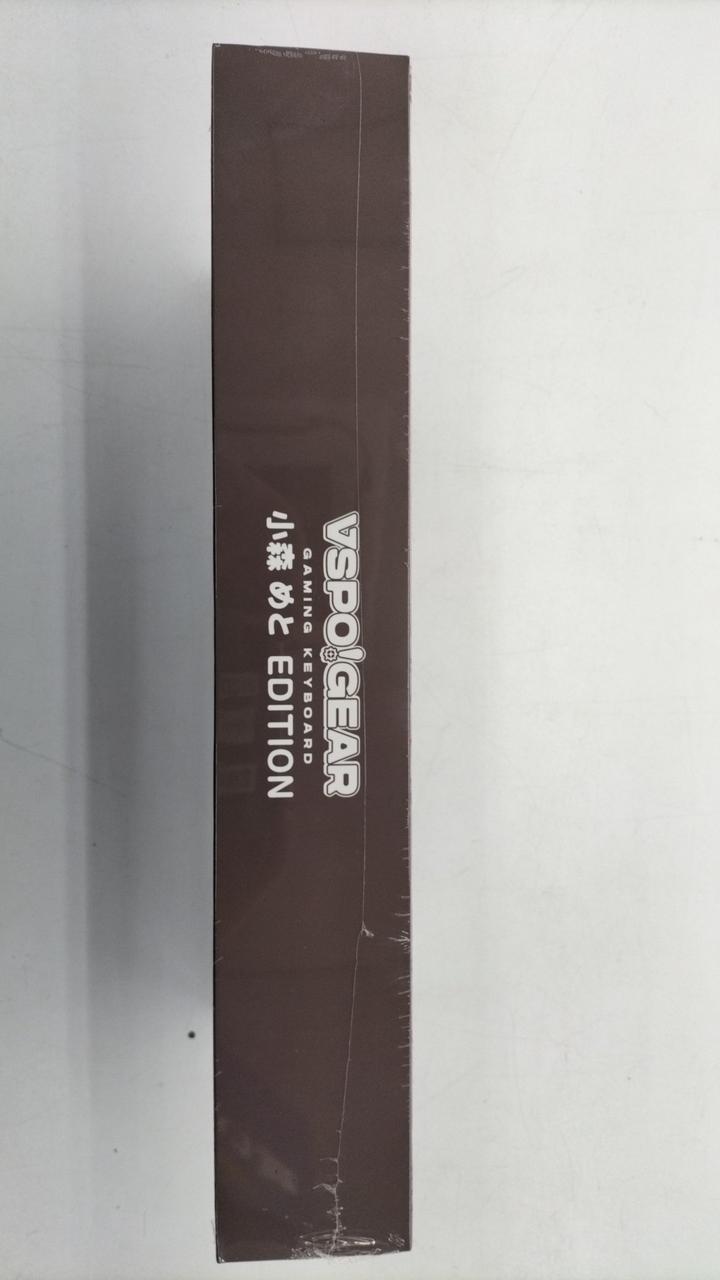 VSPO!GEAR
GAMING KEYBOARD
小森 めと EDITION